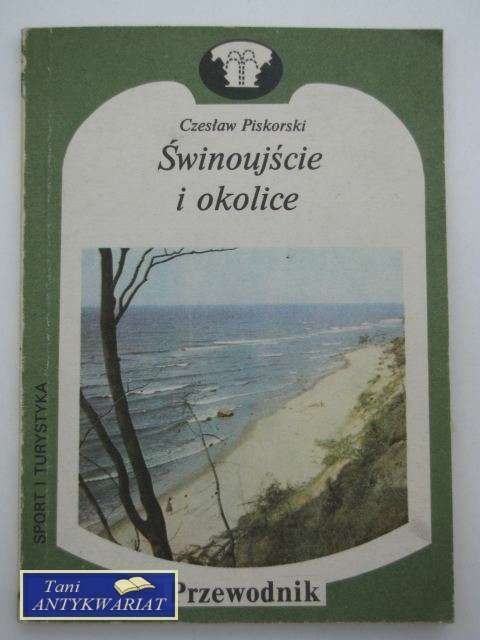 Czesław Piskorski
Świnoujście
i okolice
SPORT I TURYSTYKA
Przewodnik
Tani
ANTYKWARIAT